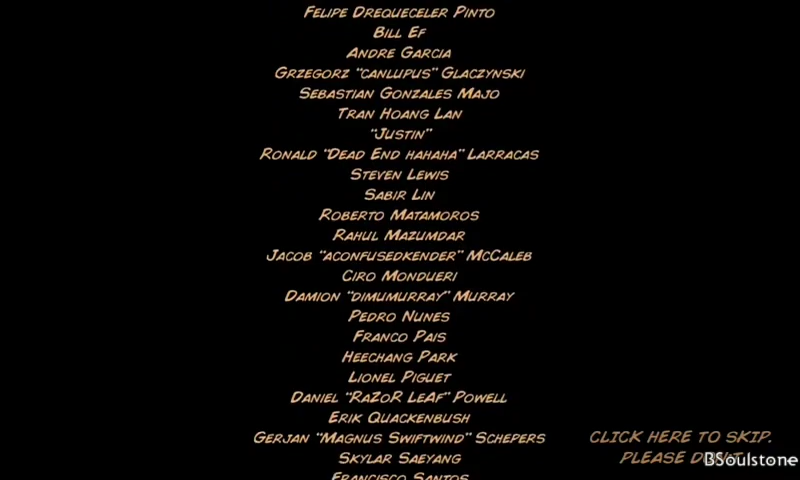 FELIPE DREQUECELER PINTO
BILL EF
ANDRE GARCIA
GRZEGORZ "CANLUPUS" GLACZYNSKI
SEBASTIAN GONZALES MAJO
TRAN HOANG LAN
"JUSTIN"
RONALD "DEAD END HAHAHA" LARRACAS
STEVEN LEWIS
SABIR LIN
ROBERTO MATAMOROS
RAHUL MAZUMDAR
JACOB "ACONFUSEDKENDER" MCCALEB
CIRO MONDUERI
DAMION "DIMUMURRAY" MURRAY
PEDRO NUNES
FRANCO PAIS
HEECHANG PARK
LIONEL PIGUET
DANIEL "RAZOR LEAF" POWELL
ERIK QUACKENBUSH
GERJAN "MAGNUS SWIFTWIND" SCHEPERS
SKYLAR SAEYANG
FRANCISCO SANTOS
CLICK HERE TO SKIP.
PLEASE
BSoulstone